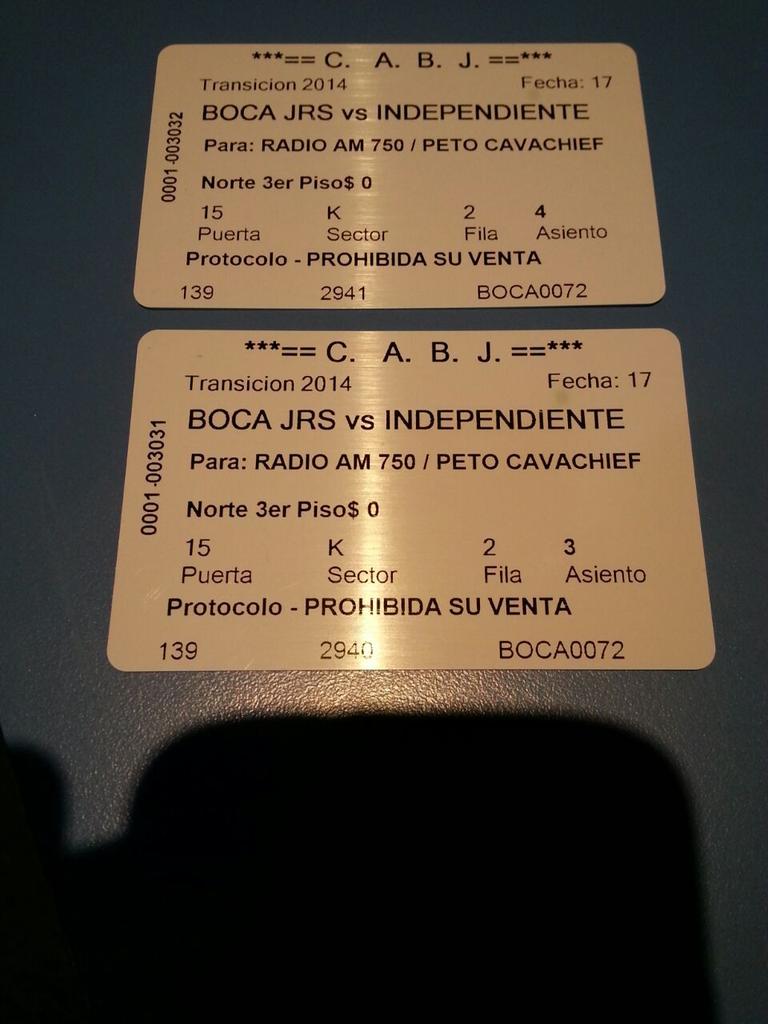 ***== C. A. B. J. ==***
Transicion 2014 Fecha: 17
BOCA JRS vs INDEPENDIENTE
Para: RADIO AM 750 / PETO CAVACHIEF
Norte 3er Piso$ 0
15 K 2 4
Puerta Sector Fila Asiento
Protocolo - PROHIBIDA SU VENTA
139 2941 BOCA0072
0001-003032
***== C. A. B. J. ==***
Transicion 2014 Fecha: 17
BOCA JRS vs INDEPENDIENTE
Para: RADIO AM 750 / PETO CAVACHIEF
Norte 3er Piso$ 0
15 K 2 3
Puerta Sector Fila Asiento
Protocolo - PROHIBIDA SU VENTA
139 2940 BOCA0072
0001-003031